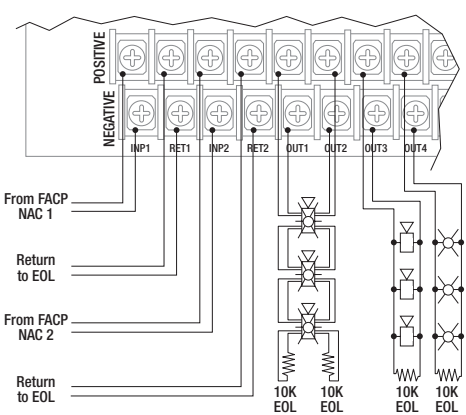 POSITIVE
NEGATIVE
INP1 RET1 INP2 RET2 OUT1 OUT2 OUT3 OUT4
From FACP
NAC 1
Return
to EOL
From FACP
NAC 2
Return
to EOL
10K
EOL
10K
EOL
10K
EOL
10K
EOL